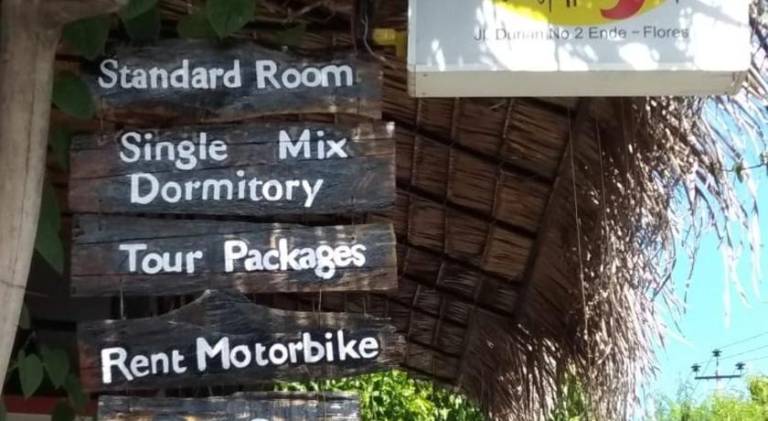 Jl. Durian No 2 Ende – Flores
Standard Room
Single Mix
Dormitory
Tour Packages
Rent Motorbike